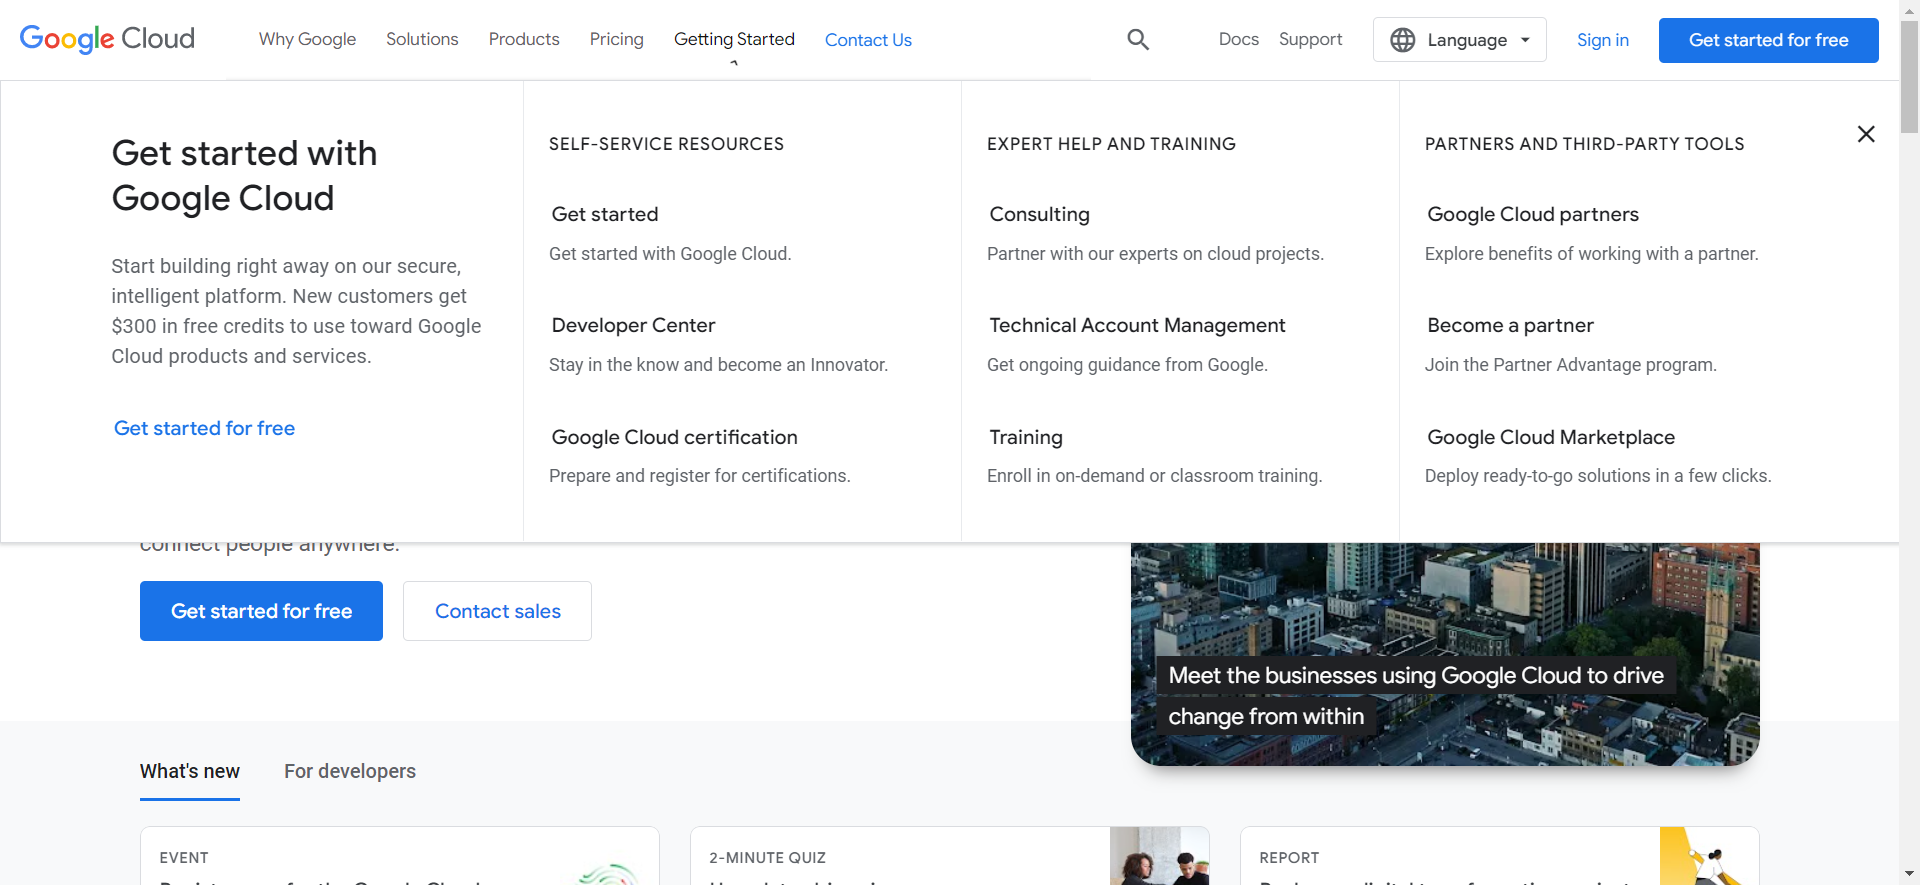 Google Cloud
Why Google
Solutions
Products
Pricing
Getting Started
Contact Us
Docs
Support
Language
Sign in
Get started for free
Get started with
Google Cloud
Start building right away on our secure,
intelligent platform. New customers get
$300 in free credits to use toward Google
Cloud products and services.
Get started for free
SELF-SERVICE RESOURCES
Get started
Get started with Google Cloud.
Developer Center
Stay in the know and become an Innovator.
Google Cloud certification
Prepare and register for certifications.
EXPERT HELP AND TRAINING
Consulting
Partner with our experts on cloud projects.
Technical Account Management
Get ongoing guidance from Google.
Training
Enroll in on-demand or classroom training.
PARTNERS AND THIRD-PARTY TOOLS
Google Cloud partners
Explore benefits of working with a partner.
Become a partner
Join the Partner Advantage program.
Google Cloud Marketplace
Deploy ready-to-go solutions in a few clicks.
connect people anywhere.
Get started for free
Contact sales
Meet the businesses using Google Cloud to drive
change from within
What's new
For developers
EVENT
2-MINUTE QUIZ
REPORT